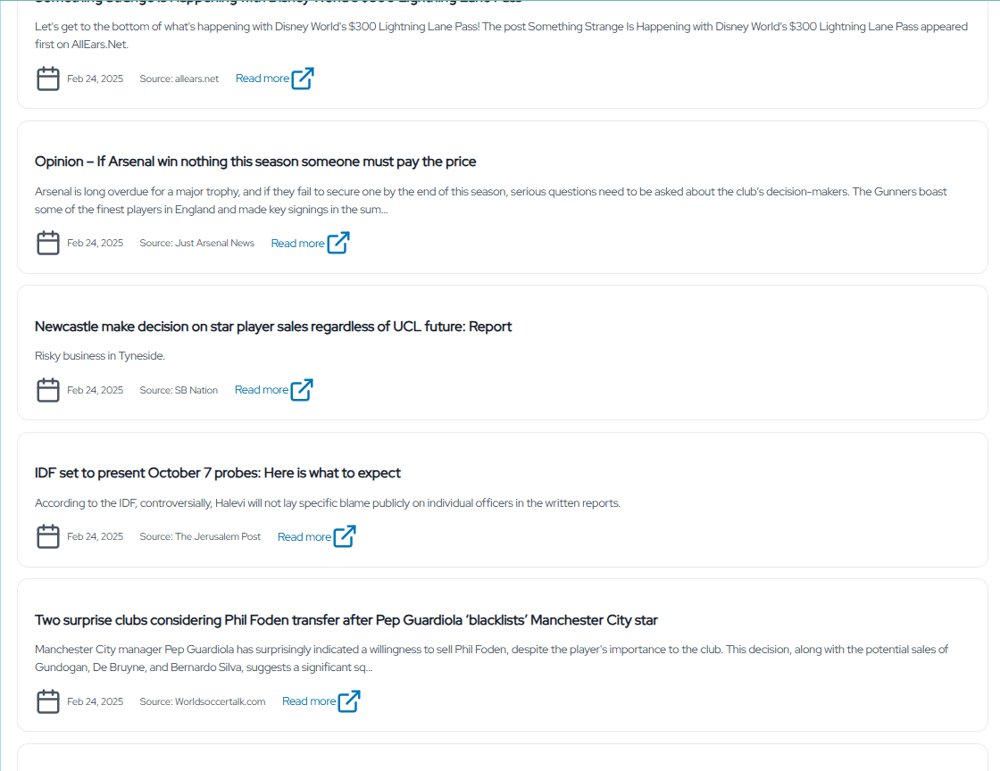 Something Strange Is Happening with Disney World's $300 Lightning Lane Pass
Let's get to the bottom of what's happening with Disney World's $300 Lightning Lane Pass! The post Something Strange Is Happening with Disney World’s $300 Lightning Lane Pass appeared
first on AllEars.Net.
Feb 24, 2025 Source: allears.net Read more
Opinion – If Arsenal win nothing this season someone must pay the price
Arsenal is long overdue for a major trophy, and if they fail to secure one by the end of this season, serious questions need to be asked about the club’s decision-makers. The Gunners boast
some of the finest players in England and made key signings in the sum...
Feb 24, 2025 Source: Just Arsenal News Read more
Newcastle make decision on star player sales regardless of UCL future: Report
Risky business in Tyneside.
Feb 24, 2025 Source: SB Nation Read more
IDF set to present October 7 probes: Here is what to expect
According to the IDF, controversially, Halevi will not lay specific blame publicly on individual officers in the written reports.
Feb 24, 2025 Source: The Jerusalem Post Read more
Two surprise clubs considering Phil Foden transfer after Pep Guardiola ‘blacklists’ Manchester City star
Manchester City manager Pep Guardiola has surprisingly indicated a willingness to sell Phil Foden, despite the player's importance to the club. This decision, along with the potential sales of
Gundogan, De Bruyne, and Bernardo Silva, suggests a significant sq...
Feb 24, 2025 Source: Worldsoccertalk.com Read more